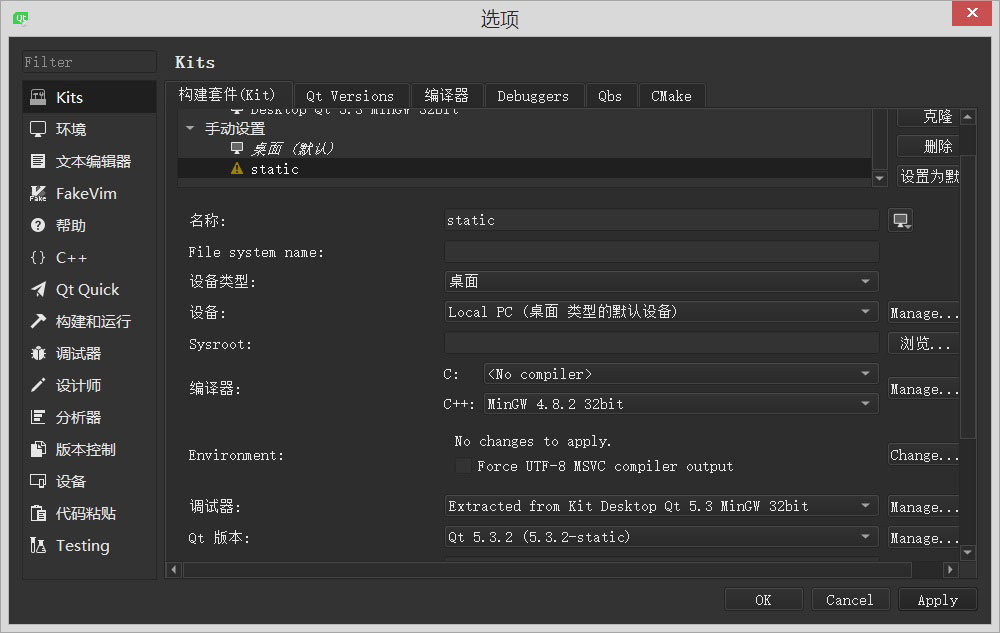 选项
Filter
Kits
环境
文本编辑器
FakeVim
帮助
C++
Qt Quick
构建和运行
调试器
设计师
分析器
版本控制
设备
代码粘贴
Testing
Kits
构建套件(Kit) Qt Versions 编译器 Debuggers Qbs CMake
Desktop Qt 5.3 MinGW 32bit
手动设置
桌面 (默认)
static
克隆
删除
设置为默
名称: static
File system name:
设备类型: 桌面
设备: Local PC (桌面 类型的默认设备) Manage...
Sysroot: 浏览...
编译器: C: <No compiler> Manage...
C++: MinGW 4.8.2 32bit
Environment: No changes to apply. Change...
Force UTF-8 MSVC compiler output
调试器: Extracted from Kit Desktop Qt 5.3 MinGW 32bit Manage...
Qt 版本: Qt 5.3.2 (5.3.2-static) Manage...
OK Cancel Apply